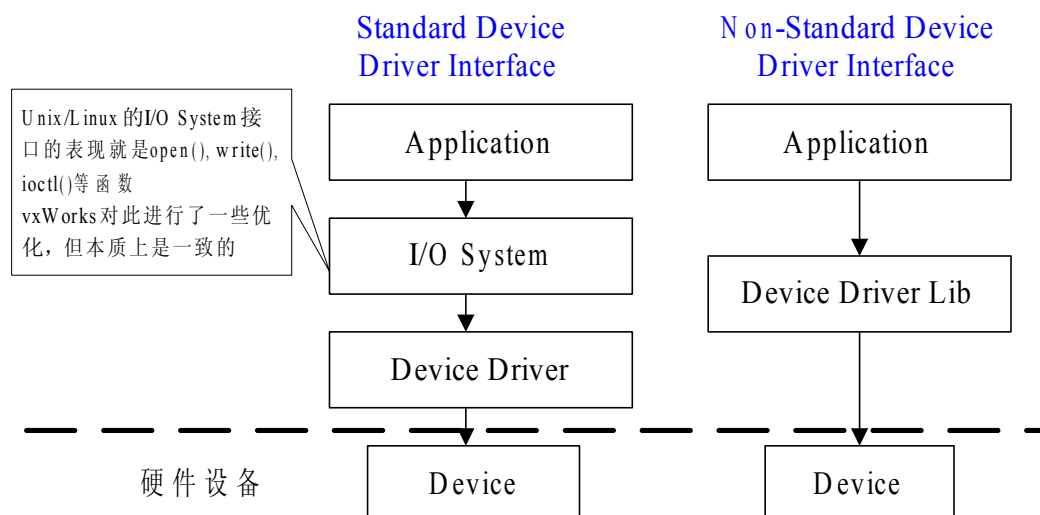 Standard Device
Driver Interface
Non-Standard Device
Driver Interface
Unix/Linux的I/O System接
口的表现就是open(), write(),
ioctl()等函数
vxWorks对此进行了一些优
化，但本质上是一致的
Application
I/O System
Device Driver
Device
Application
Device Driver Lib
Device
硬件设备